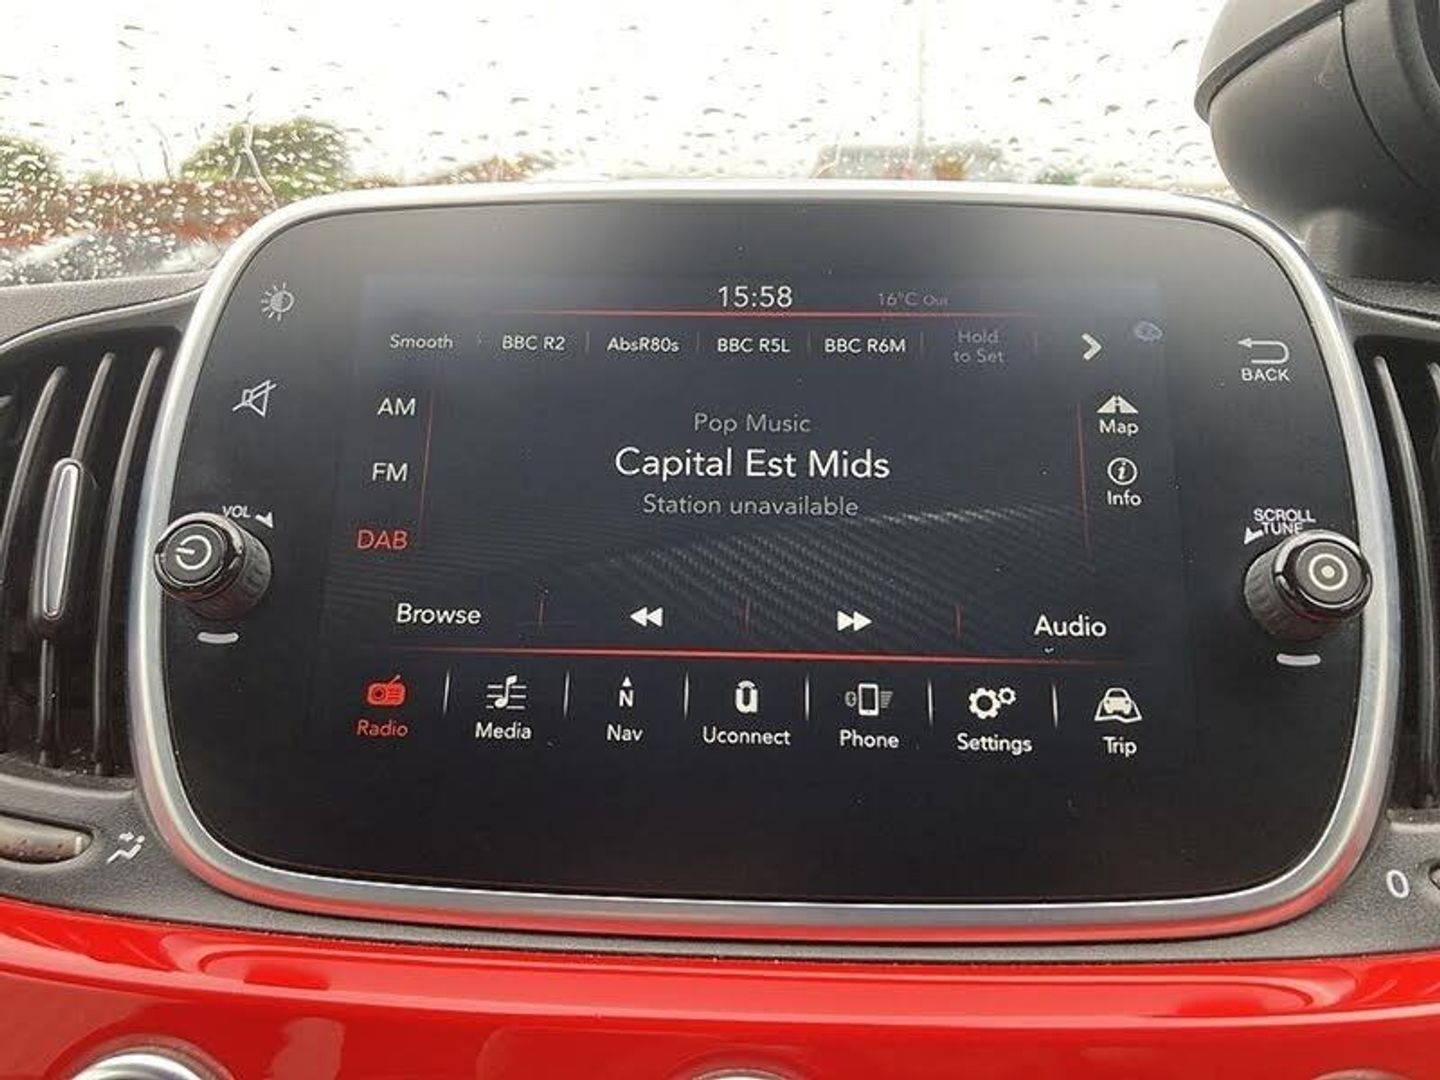 15:58
16°C Out
Smooth
BBC R2
AbsR80s
BBC R5L
BBC R6M
Hold
to Set
BACK
AM
Pop Music
Map
Capital Est Mids
FM
Station unavailable
Info
VOL
SCROLL
TUNE
DAB
Browse
Audio
Radio
Media
N
Nav
Uconnect
Phone
Settings
Trip
0